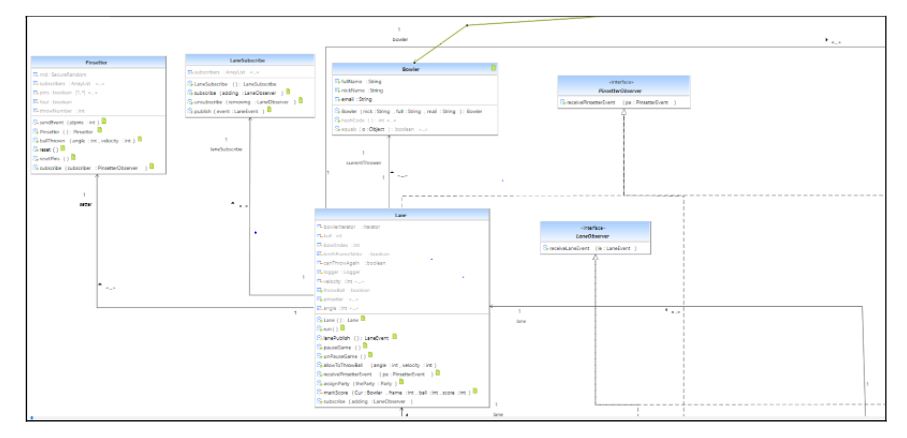 1
bowler
Pinsetter
rnd : SecureRandom
subscribers : ArrayList <...>
pins : boolean [*..*] <...>
foul : boolean
throwNumber : int
sendEvent (jdpins : int )
Pinsetter ( ) : Pinsetter
ballThrown (angle : int , velocity : int )
reset ( )
resetPins ( )
subscribe (subscriber : PinsetterObserver )
LaneSubscribe
subscribers : ArrayList <...>
LaneSubscribe ( ) : LaneSubscribe
subscribe (adding : LaneObserver )
unsubscribe (removing : LaneObserver )
publish (event : LaneEvent )
Bowler
fullName : String
nickName : String
email : String
Bowler (nick : String , full : String , mail : String ) : Bowler
hashCode ( ) : int <...>
equals (o : Object ) : boolean <...>
<interface>
PinsetterObserver
receivePinsetterEvent (pe : PinsetterEvent )
1
laneSubscribe
1
currentThrower
1
1
1
<interface>
LaneObserver
receiveLaneEvent (le : LaneEvent )
Lane
bowlerIterator : Iterator
ball : int
bowlIndex : int
canThrowAgain : boolean
logger : Logger
velocity : int <...>
throwBall : boolean
pinsetter <...>
angle : int <...>
Lane ( ) : Lane
run ( )
lanePublish ( ) : LaneEvent
pauseGame ( )
unPauseGame ( )
allowToThrowBall (angle : int , velocity : int )
receivePinsetterEvent (pe : PinsetterEvent )
assignParty (theParty : Party )
markScore (Cur : Bowler , frame : int , ball : int , score : int )
subscribe (adding : LaneObserver )
1
1
1
lane
1
1
lane